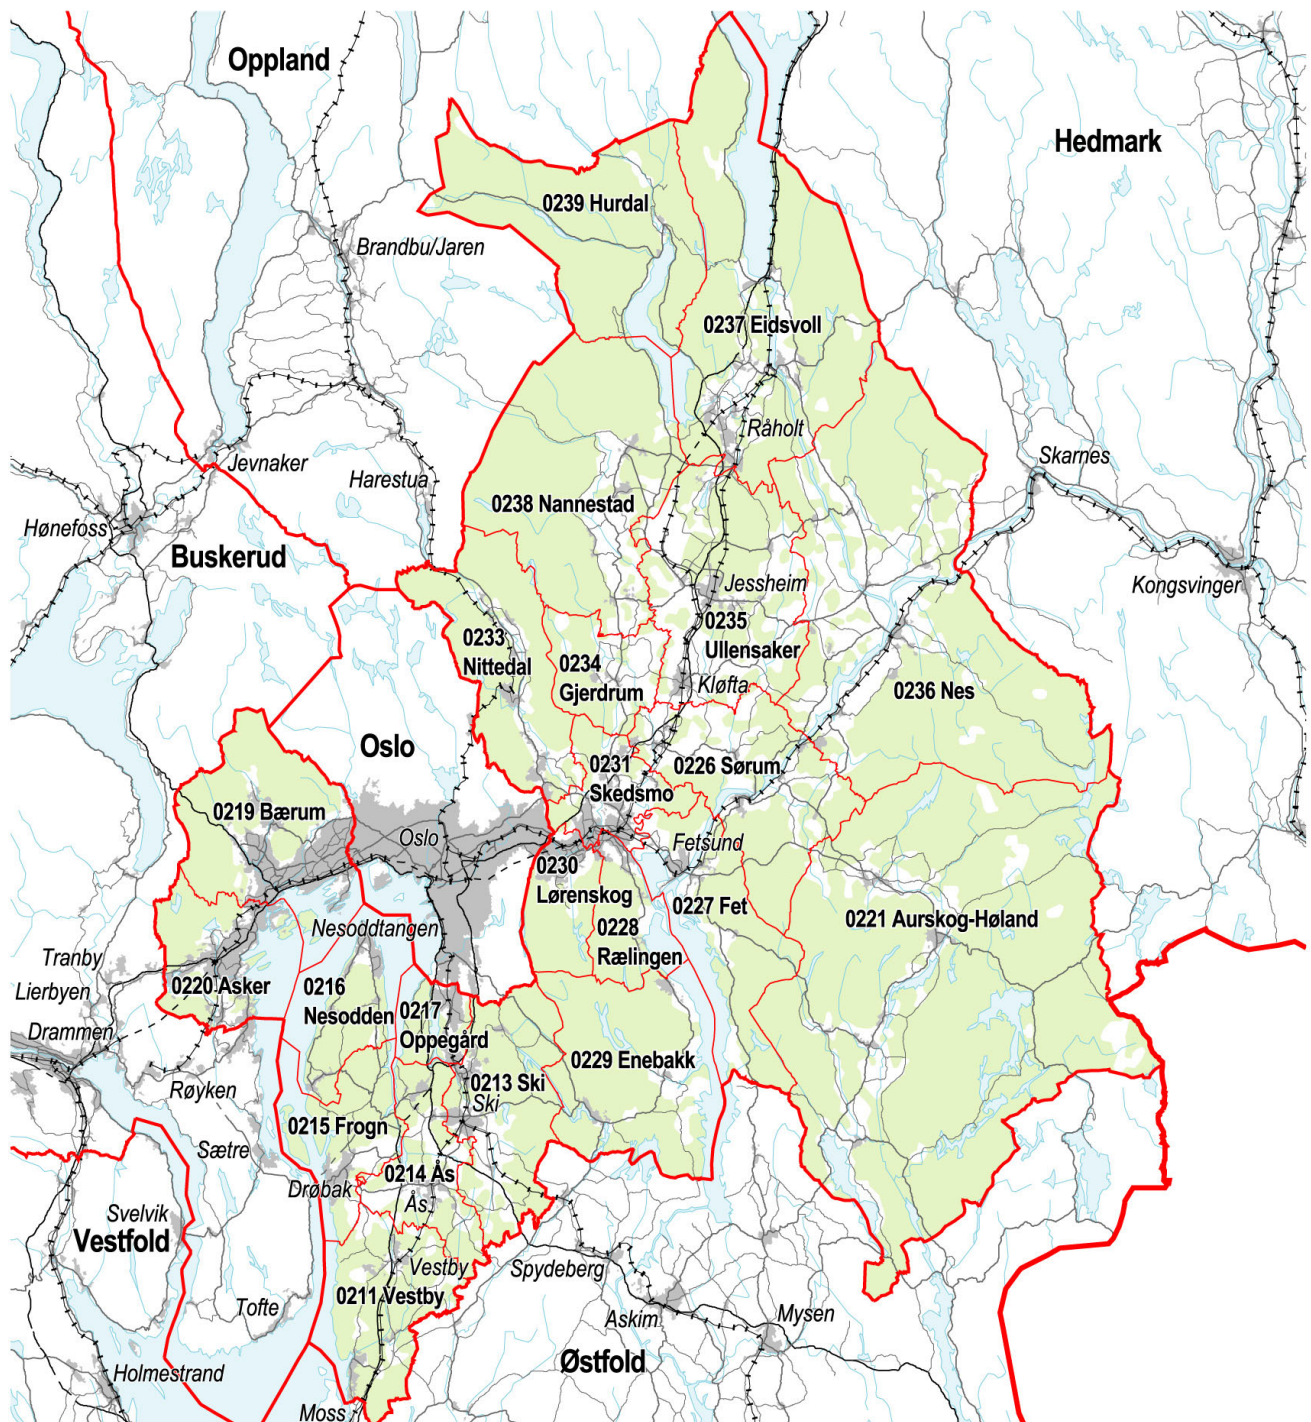 Oppland
Hedmark
0239 Hurdal
Brandbu/Jaren
0237 Eidsvoll
Råholt
Jevnaker
Skarnes
Harestua
0238 Nannestad
Hønefoss
Buskerud
Jessheim
Kongsvinger
0235
Ullensaker
0233
Nittedal
0234
Gjerdrum
Kløfta
0236 Nes
Oslo
0231
Skedsmo
0226 Sørum
0219 Bærum
Oslo
Fetsund
0230
Lørenskog
0227 Fet
0221 Aurskog-Høland
Nesoddtangen
0228
Rælingen
Tranby
Lierbyen
0220 Asker
0216
Nesodden
0217
Oppegård
Drammen
0229 Enebakk
Røyken
0213 Ski
Ski
0215 Frogn
Sætre
0214 Ås
Drøbak
Ås
Svelvik
Vestfold
Vestby
Spydeberg
0211 Vestby
Tofte
Askim
Mysen
Østfold
Holmestrand
Moss